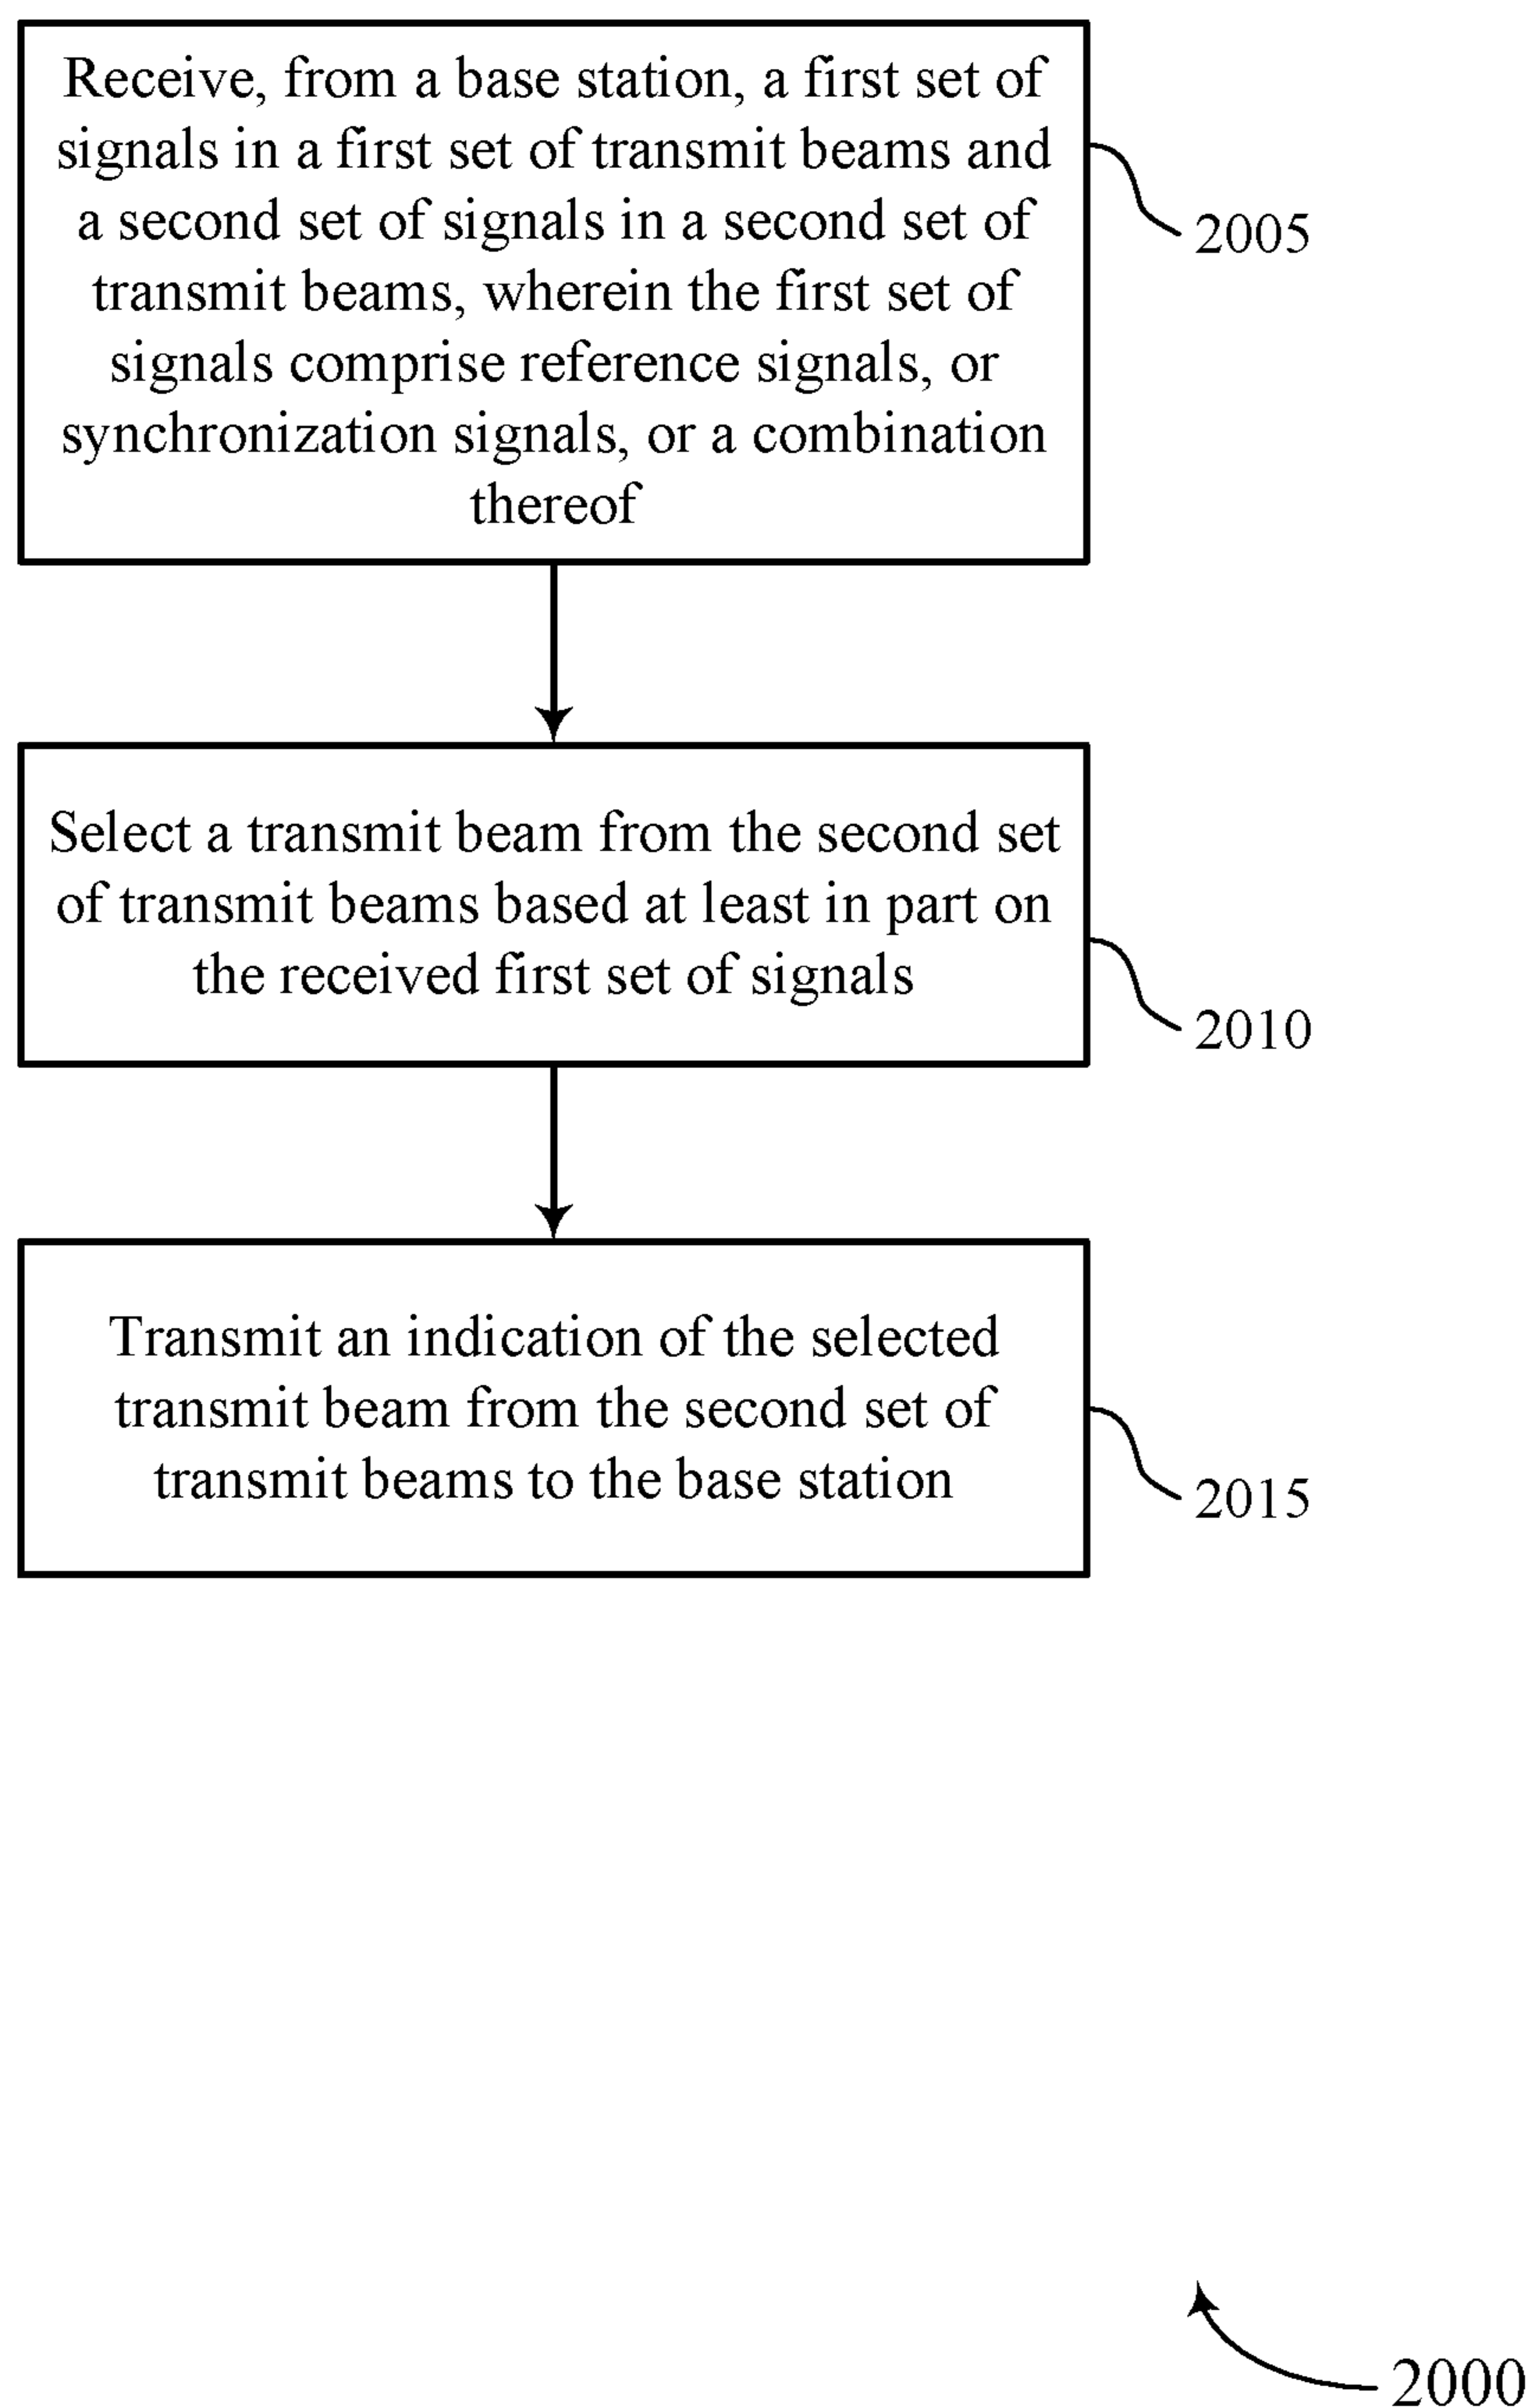 Receive, from a base station, a first set of
signals in a first set of transmit beams and
a second set of signals in a second set of
transmit beams, wherein the first set of
signals comprise reference signals, or
synchronization signals, or a combination
thereof
2005
Select a transmit beam from the second set
of transmit beams based at least in part on
the received first set of signals
2010
Transmit an indication of the selected
transmit beam from the second set of
transmit beams to the base station
2015
2000